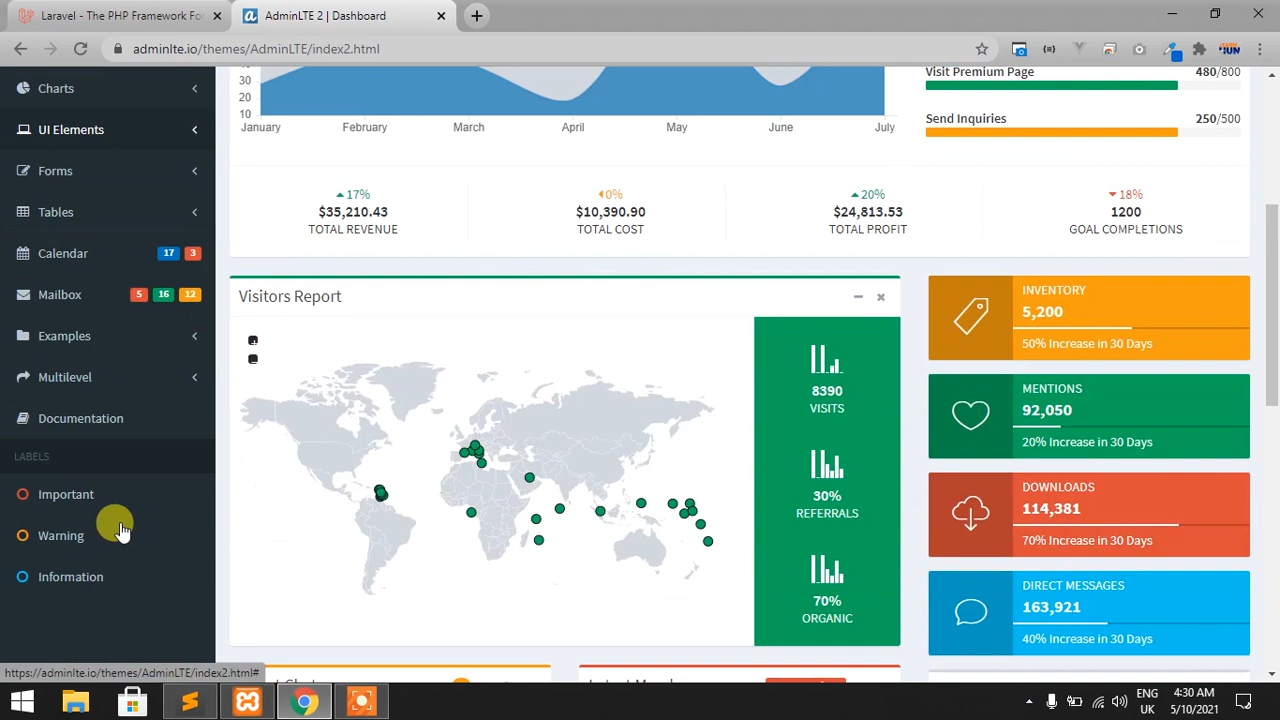 Laravel - The PHP Framework Fo
AdminLTE 2 | Dashboard
adminlte.io/themes/AdminLTE/index2.html
Charts
UI Elements
Forms
Tables
Calendar 17 3
Mailbox 5 16 12
Examples
Multilevel
Documentation
LABELS
Important
Warning
Information
30
20
10
January February March April May June July
Visit Premium Page 480/800
Send Inquiries 250/500
17% 0% 20% 18%
$35,210.43 $10,390.90 $24,813.53 1200
TOTAL REVENUE TOTAL COST TOTAL PROFIT GOAL COMPLETIONS
Visitors Report
8390
VISITS
30%
REFERRALS
70%
ORGANIC
INVENTORY
5,200
50% Increase in 30 Days
MENTIONS
92,050
20% Increase in 30 Days
DOWNLOADS
114,381
70% Increase in 30 Days
DIRECT MESSAGES
163,921
40% Increase in 30 Days
https://adminlte.io/themes/AdminLTE/index2.html#
ENG
UK
4:30 AM
5/10/2021